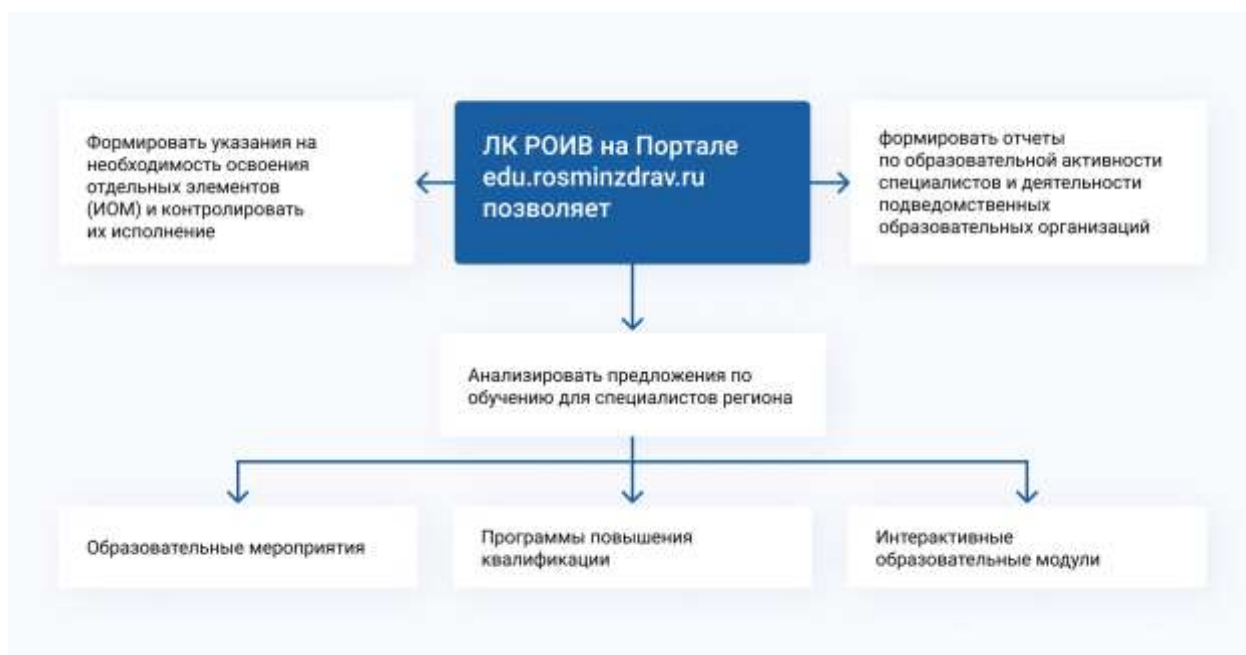 Формировать указания на
необходимость освоения
отдельных элементов
(ИОМ) и контролировать
их исполнение
ЛК РОИВ на Портале
edu.rosminzdrav.ru
позволяет
формировать отчеты
по образовательной активности
специалистов и деятельности
подведомственных
образовательных организаций
Анализировать предложения по
обучению для специалистов региона
Образовательные мероприятия
Программы повышения
квалификации
Интерактивные
образовательные модули